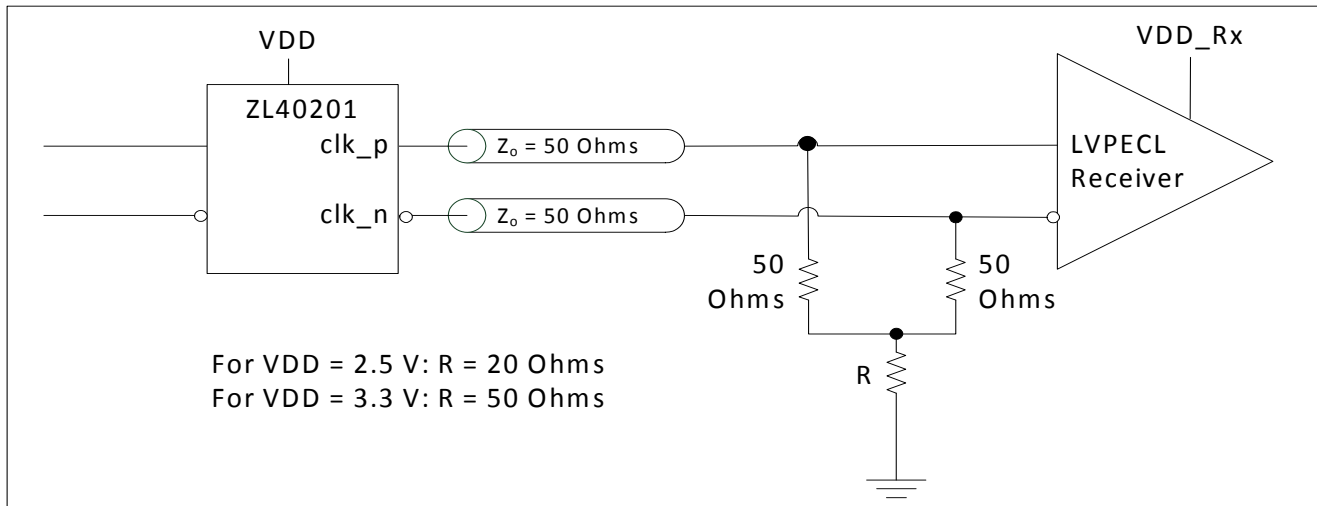 VDD
VDD_Rx
ZL40201
clk_p
Zₒ = 50 Ohms
LVPECL
Receiver
clk_n
Zₒ = 50 Ohms
50
Ohms
50
Ohms
For VDD = 2.5 V: R = 20 Ohms
For VDD = 3.3 V: R = 50 Ohms
R